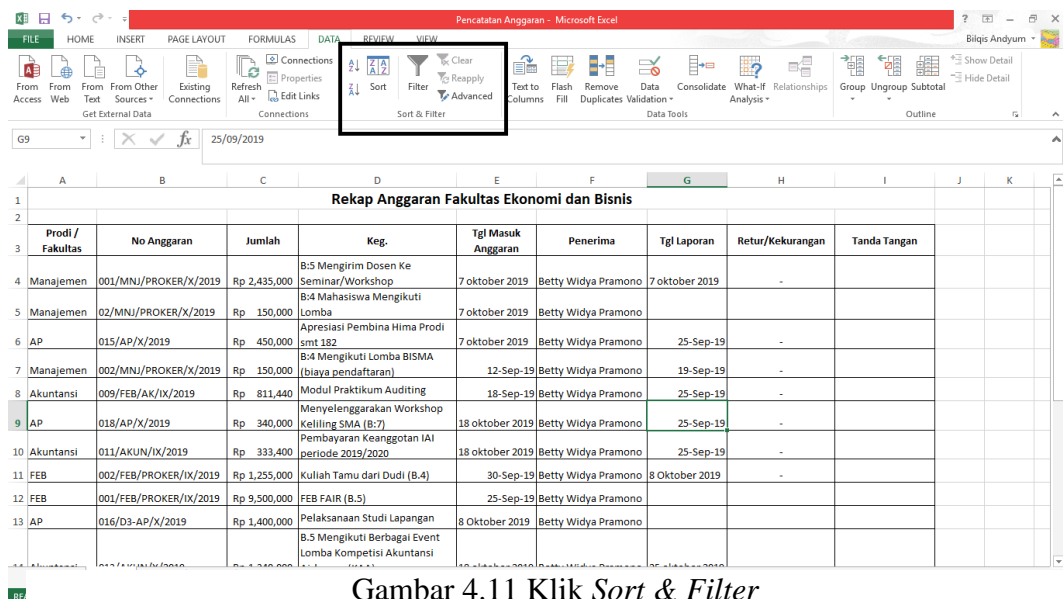 Pencatatan Anggaran - Microsoft Excel
FILE HOME INSERT PAGE LAYOUT FORMULAS DATA REVIEW VIEW Bilqis Andyum
From Access
From Web
From Text
From Other Sources
Existing Connections
Get External Data
Refresh All
Connections
Properties
Edit Links
Connections
Sort
Filter
Clear
Reapply
Advanced
Sort & Filter
Text to Columns
Flash Fill
Remove Duplicates
Data Validation
Consolidate
What-If Analysis
Relationships
Data Tools
Group
Ungroup
Subtotal
Show Detail
Hide Detail
Outline
G9 fx 25/09/2019
A B C D E F G H I J K
1 Rekap Anggaran Fakultas Ekonomi dan Bisnis
2
3 Prodi / Fakultas No Anggaran Jumlah Keg. Tgl Masuk Anggaran Penerima Tgl Laporan Retur/Kekurangan Tanda Tangan
4 Manajemen 001/MNJ/PROKER/X/2019 Rp 2,435,000 B:5 Mengirim Dosen Ke Seminar/Workshop 7 oktober 2019 Betty Widya Pramono 7 oktober 2019 -
5 Manajemen 02/MNJ/PROKER/X/2019 Rp 150,000 B:4 Mahasiswa Mengikuti Lomba 7 oktober 2019 Betty Widya Pramono
6 AP 015/AP/X/2019 Rp 450,000 Apresiasi Pembina Hima Prodi smt 182 7 oktober 2019 Betty Widya Pramono 25-Sep-19 -
7 Manajemen 002/MNJ/PROKER/X/2019 Rp 150,000 B:4 Mengikuti Lomba BISMA (biaya pendaftaran) 12-Sep-19 Betty Widya Pramono 19-Sep-19 -
8 Akuntansi 009/FEB/AK/IX/2019 Rp 811,440 Modul Praktikum Auditing 18-Sep-19 Betty Widya Pramono 25-Sep-19 -
9 AP 018/AP/X/2019 Rp 340,000 Menyelenggarakan Workshop Keliling SMA (B:7) 18 oktober 2019 Betty Widya Pramono 25-Sep-19 -
10 Akuntansi 011/AKUN/IX/2019 Rp 333,400 Pembayaran Keanggotan IAI periode 2019/2020 18 oktober 2019 Betty Widya Pramono 25-Sep-19 -
11 FEB 002/FEB/PROKER/IX/2019 Rp 1,255,000 Kuliah Tamu dari Dudi (B.4) 30-Sep-19 Betty Widya Pramono 8 Oktober 2019 -
12 FEB 001/FEB/PROKER/IX/2019 Rp 9,500,000 FEB FAIR (B.5) 25-Sep-19 Betty Widya Pramono
13 AP 016/D3-AP/X/2019 Rp 1,400,000 Pelaksanaan Studi Lapangan 8 Oktober 2019 Betty Widya Pramono
B.5 Mengikuti Berbagai Event
Lomba Kompetisi Akuntansi
Gambar 4.11 Klik Sort & Filter